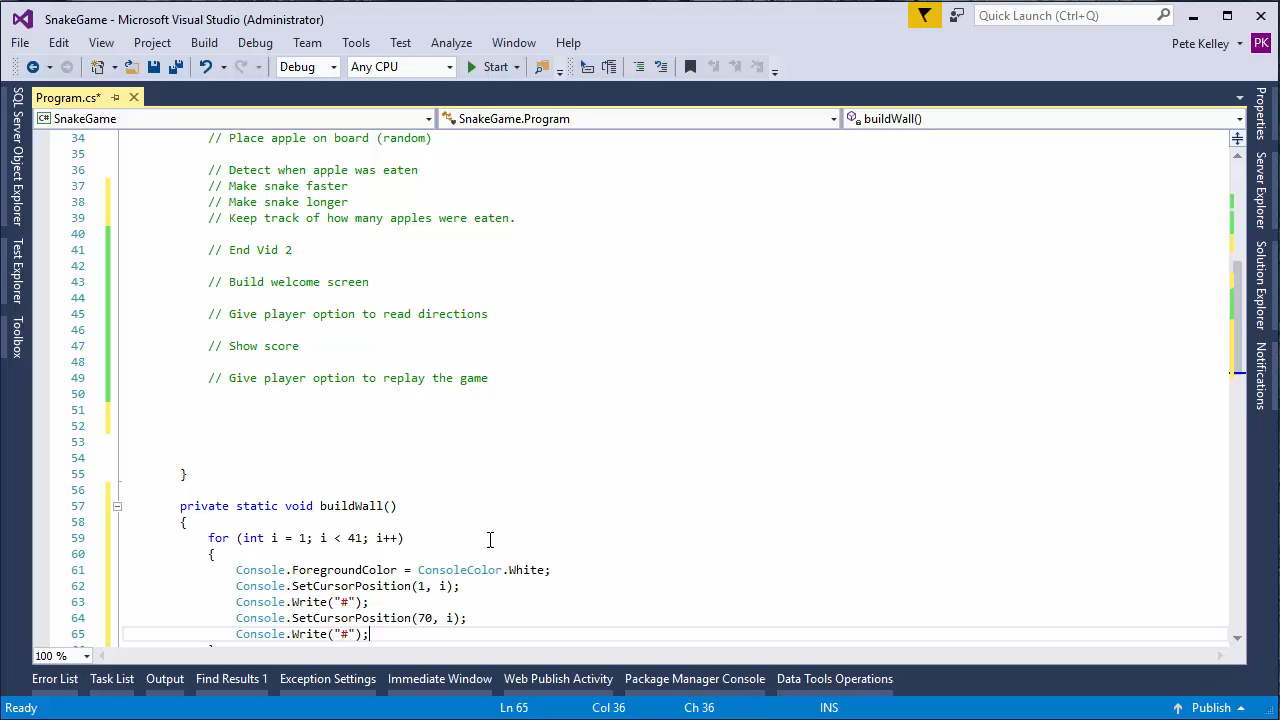 SnakeGame - Microsoft Visual Studio (Administrator)
Quick Launch (Ctrl+Q)
File Edit View Project Build Debug Team Tools Test Analyze Window Help
Pete Kelley PK
Debug Any CPU Start
Program.cs*
SnakeGame SnakeGame.Program buildWall()
SQL Server Object Explorer
Test Explorer
Toolbox
34 // Place apple on board (random)
35
36 // Detect when apple was eaten
37 // Make snake faster
38 // Make snake longer
39 // Keep track of how many apples were eaten.
40
41 // End Vid 2
42
43 // Build welcome screen
44
45 // Give player option to read directions
46
47 // Show score
48
49 // Give player option to replay the game
50
51
52
53
54
55 }
56
57 private static void buildWall()
58 {
59 for (int i = 1; i < 41; i++)
60 {
61 Console.ForegroundColor = ConsoleColor.White;
62 Console.SetCursorPosition(1, i);
63 Console.Write("#");
64 Console.SetCursorPosition(70, i);
65 Console.Write("#");
Properties
Server Explorer
Solution Explorer
Notifications
100 %
Error List Task List Output Find Results 1 Exception Settings Immediate Window Web Publish Activity Package Manager Console Data Tools Operations
Ready Ln 65 Col 36 Ch 36 INS Publish